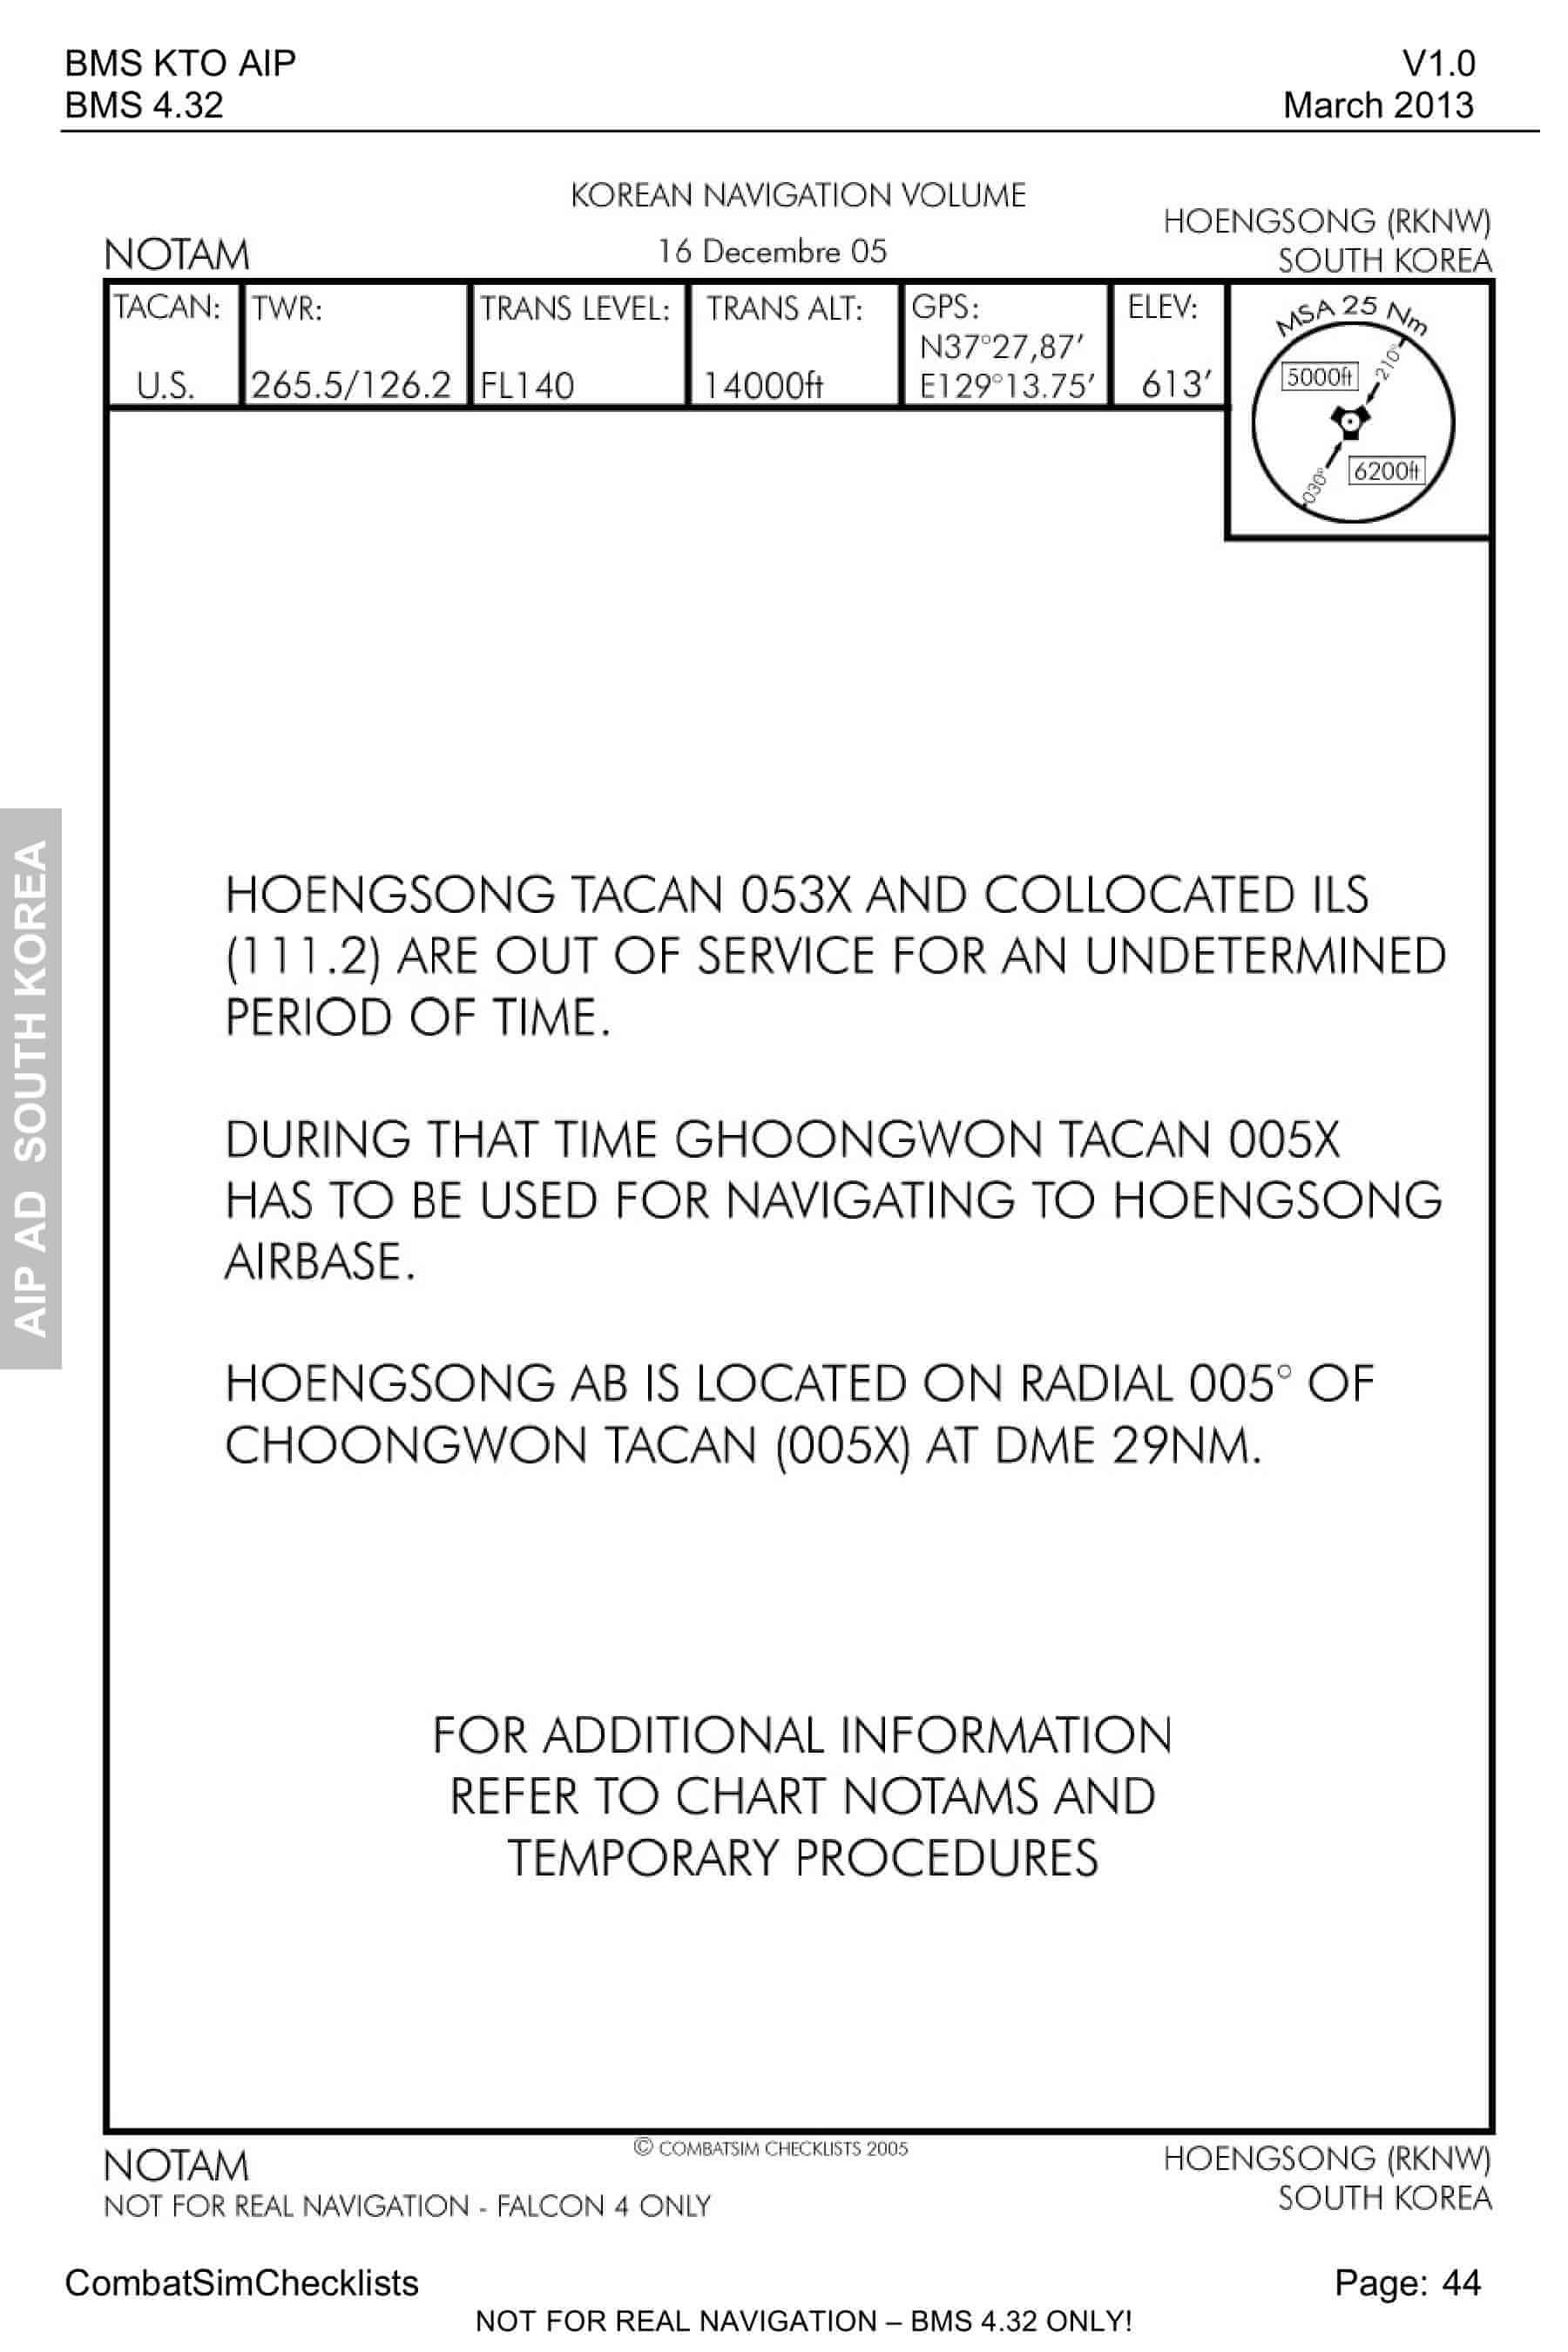 BMS KTO AIP
V1.0
BMS 4.32
March 2013
KOREAN NAVIGATION VOLUME
HOENGSONG (RKNW)
NOTAM
16 Decembre 05
SOUTH KOREA
TACAN:
U.S.
TWR:
265.5/126.2
TRANS LEVEL:
FL140
TRANS ALT:
14000ft
GPS:
N37°27,87'
E129°13.75'
ELEV:
613'
MSA 25 Nm
210°
5000ft
6200ft
030°
AIP AD SOUTH KOREA
HOENGSONG TACAN 053X AND COLLOCATED ILS
(111.2) ARE OUT OF SERVICE FOR AN UNDETERMINED
PERIOD OF TIME.
DURING THAT TIME GHOONGWON TACAN 005X
HAS TO BE USED FOR NAVIGATING TO HOENGSONG
AIRBASE.
HOENGSONG AB IS LOCATED ON RADIAL 005° OF
CHOONGWON TACAN (005X) AT DME 29NM.
FOR ADDITIONAL INFORMATION
REFER TO CHART NOTAMS AND
TEMPORARY PROCEDURES
NOTAM
© COMBATSIM CHECKLISTS 2005
HOENGSONG (RKNW)
NOT FOR REAL NAVIGATION - FALCON 4 ONLY
SOUTH KOREA
CombatSimChecklists
Page: 44
NOT FOR REAL NAVIGATION – BMS 4.32 ONLY!